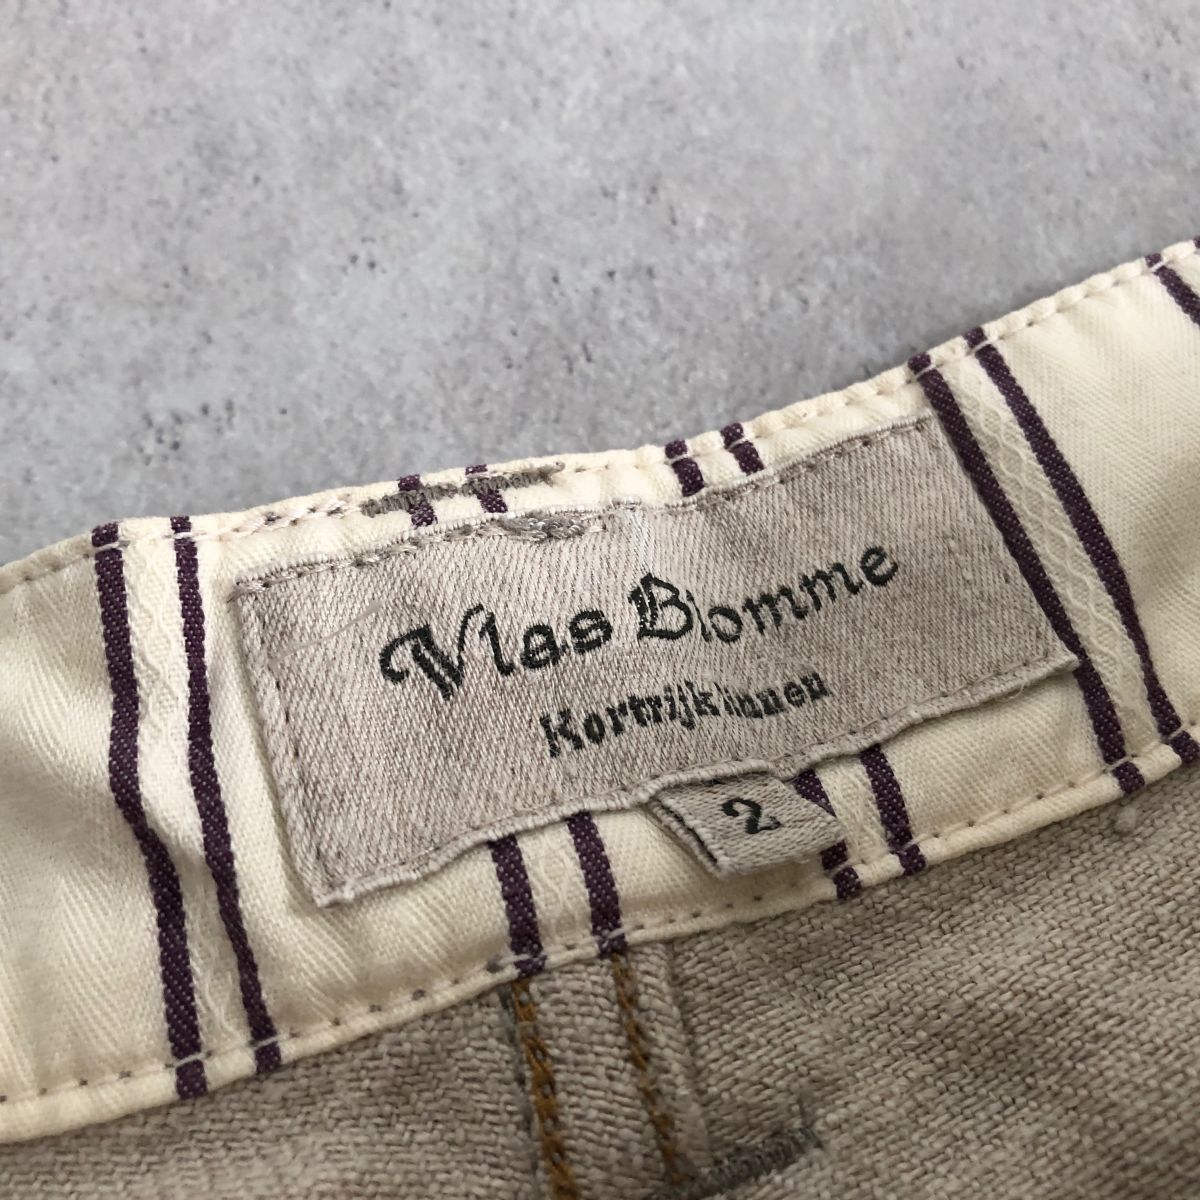 Vlas Blomme
Kortrijk linnen
2